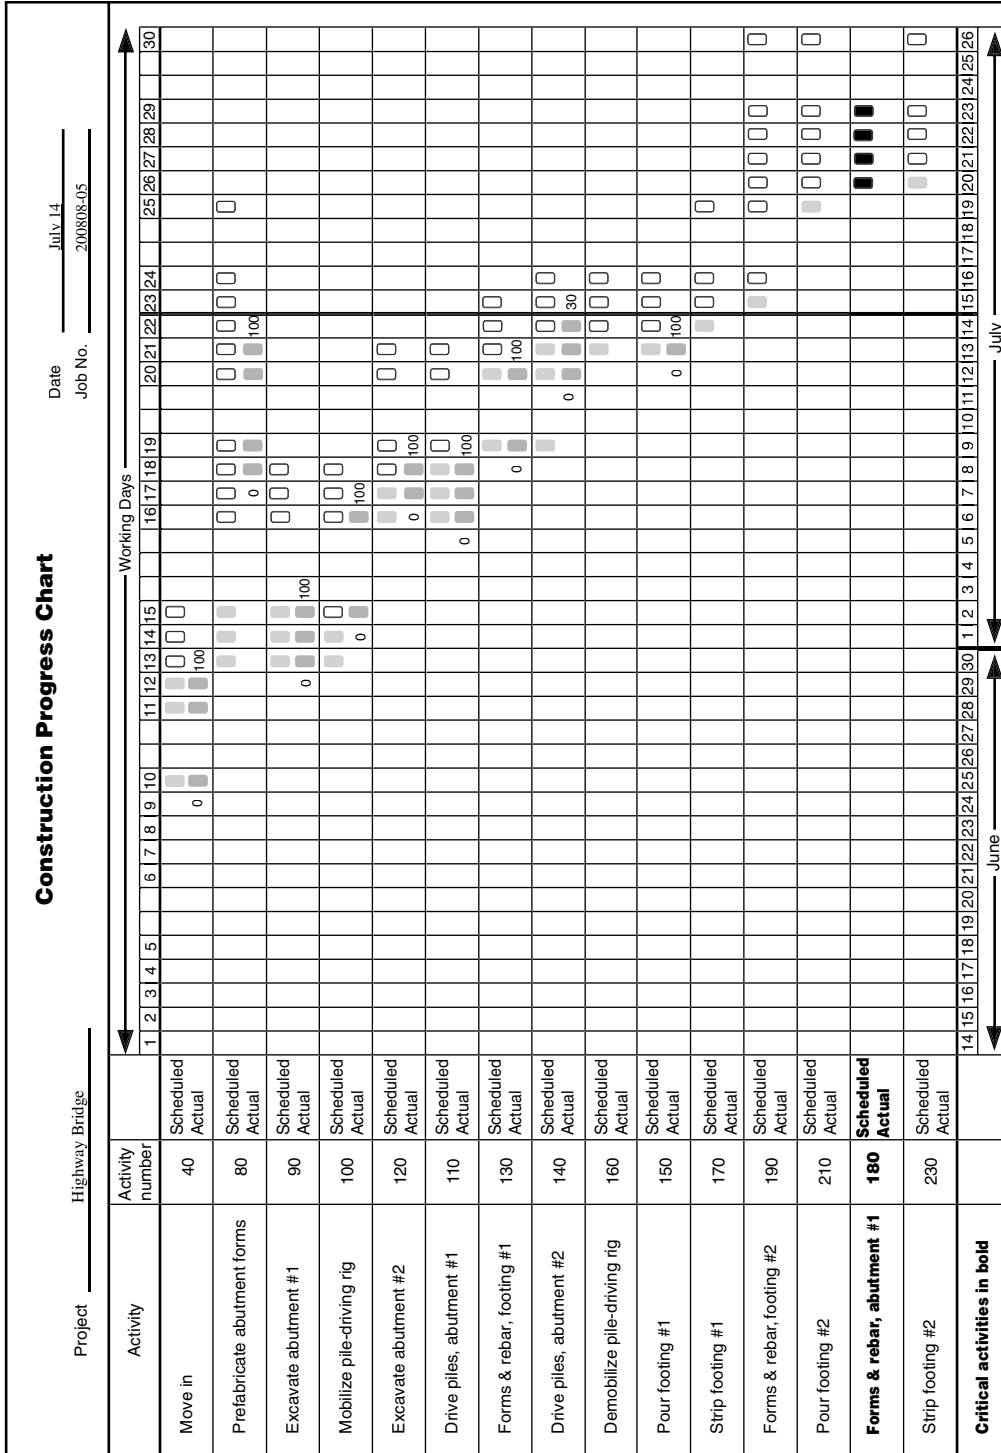 Construction Progress Chart
Project Highway Bridge
Date July 14
Job No. 200808-05
Activity Activity number Working Days
1 2 3 4 5 6 7 8 9 10 11 12 13 14 15 16 17 18 19 20 21 22 23 24 25 26 27 28 29 30
Move in 40 Scheduled
Actual 0 100
Prefabricate abutment forms 80 Scheduled
Actual 0 100
Excavate abutment #1 90 Scheduled
Actual 0 100
Mobilize pile-driving rig 100 Scheduled
Actual 0 100
Excavate abutment #2 120 Scheduled
Actual 0 100
Drive piles, abutment #1 110 Scheduled
Actual 0 100
Forms & rebar, footing #1 130 Scheduled
Actual 0 100
Drive piles, abutment #2 140 Scheduled
Actual 0 30
Demobilize pile-driving rig 160 Scheduled
Actual
Pour footing #1 150 Scheduled
Actual 0 100
Strip footing #1 170 Scheduled
Actual
Forms & rebar, footing #2 190 Scheduled
Actual
Pour footing #2 210 Scheduled
Actual
Forms & rebar, abutment #1 180 Scheduled
Actual
Strip footing #2 230 Scheduled
Actual
Critical activities in bold
14 15 16 17 18 19 20 21 22 23 24 25 26 27 28 29 30 1 2 3 4 5 6 7 8 9 10 11 12 13 14 15 16 17 18 19 20 21 22 23 24 25 26
June July